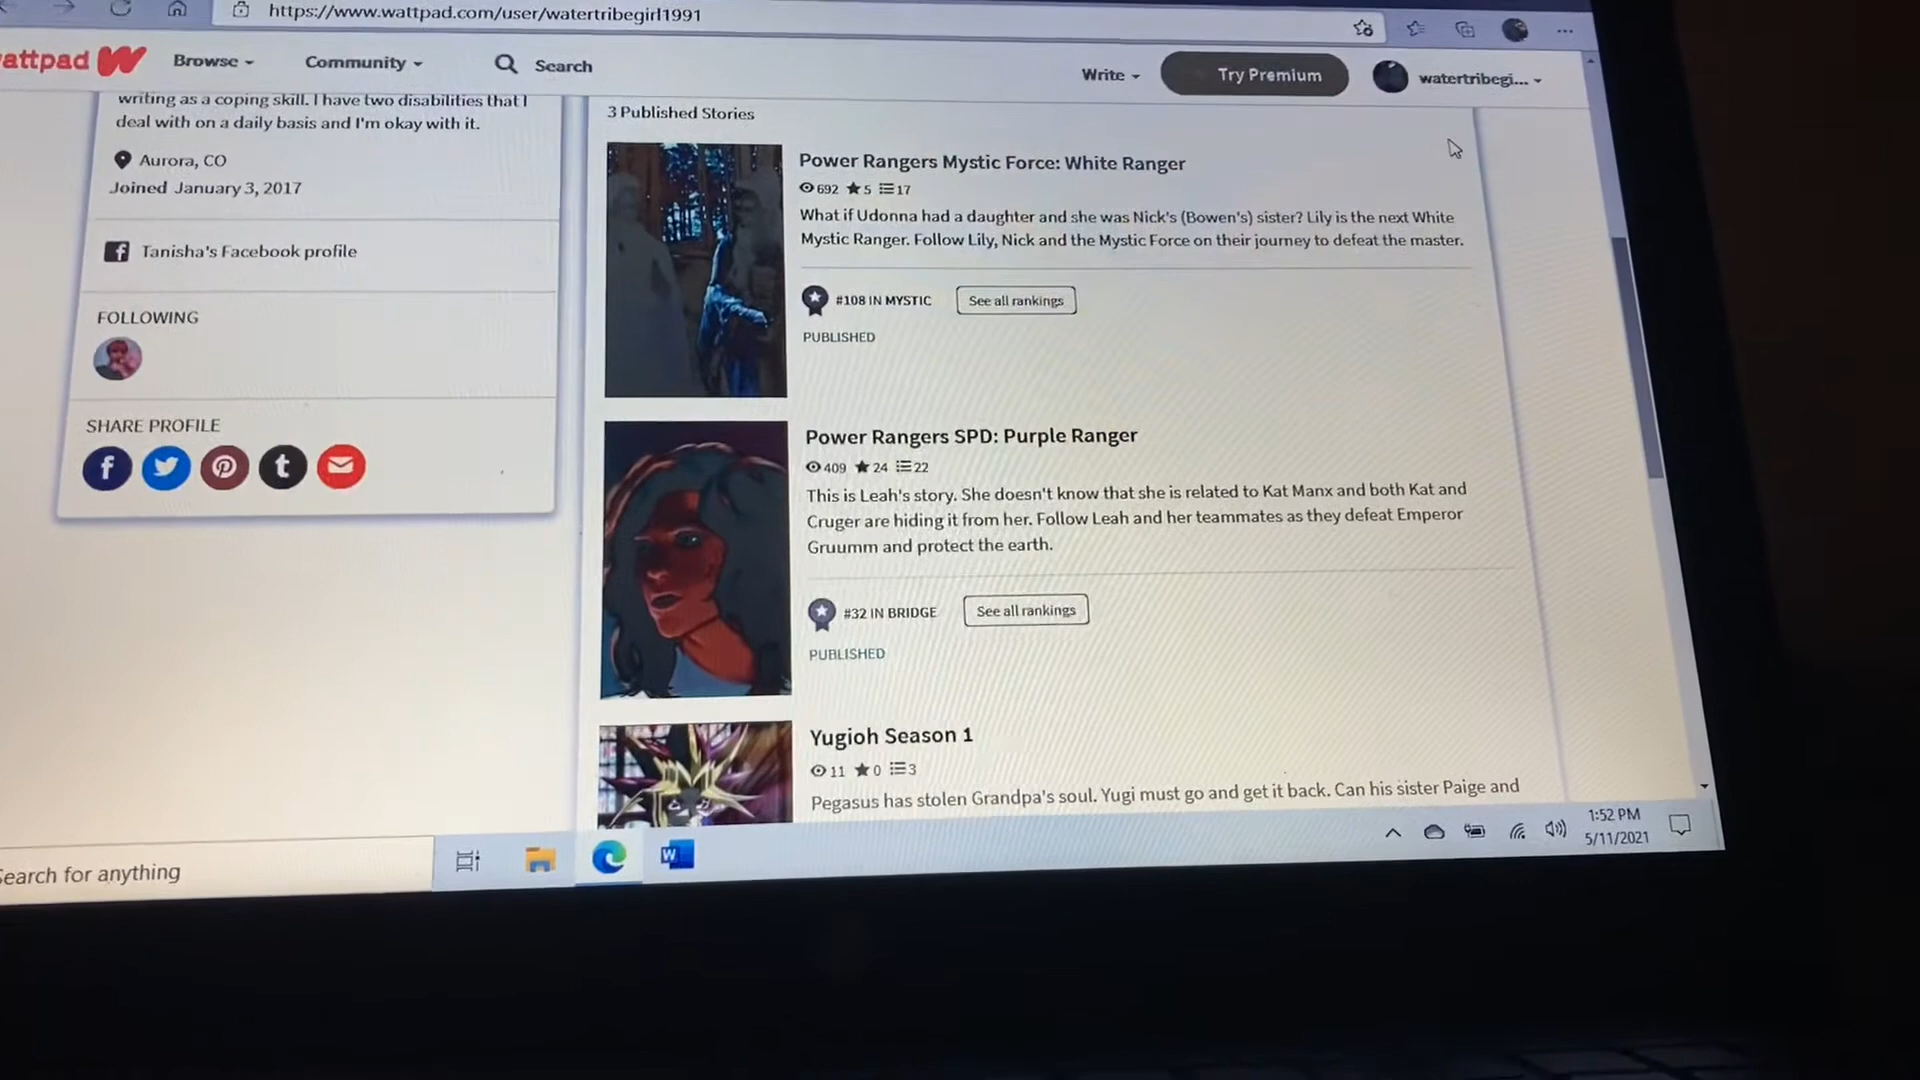 https://www.wattpad.com/user/watertribegirl1991
attpad
Browse
Community
Search
Write
Try Premium
watertribegi...
writing as a coping skill. I have two disabilities that I
deal with on a daily basis and I'm okay with it.
Aurora, CO
Joined January 3, 2017
Tanisha's Facebook profile
FOLLOWING
SHARE PROFILE
3 Published Stories
Power Rangers Mystic Force: White Ranger
692 5 17
What if Udonna had a daughter and she was Nick's (Bowen's) sister? Lily is the next White
Mystic Ranger. Follow Lily, Nick and the Mystic Force on their journey to defeat the master.
#108 IN MYSTIC
See all rankings
PUBLISHED
Power Rangers SPD: Purple Ranger
409 24 22
This is Leah's story. She doesn't know that she is related to Kat Manx and both Kat and
Cruger are hiding it from her. Follow Leah and her teammates as they defeat Emperor
Gruumm and protect the earth.
#32 IN BRIDGE
See all rankings
PUBLISHED
Yugioh Season 1
11 0 3
Pegasus has stolen Grandpa's soul. Yugi must go and get it back. Can his sister Paige and
Search for anything
1:52 PM
5/11/2021